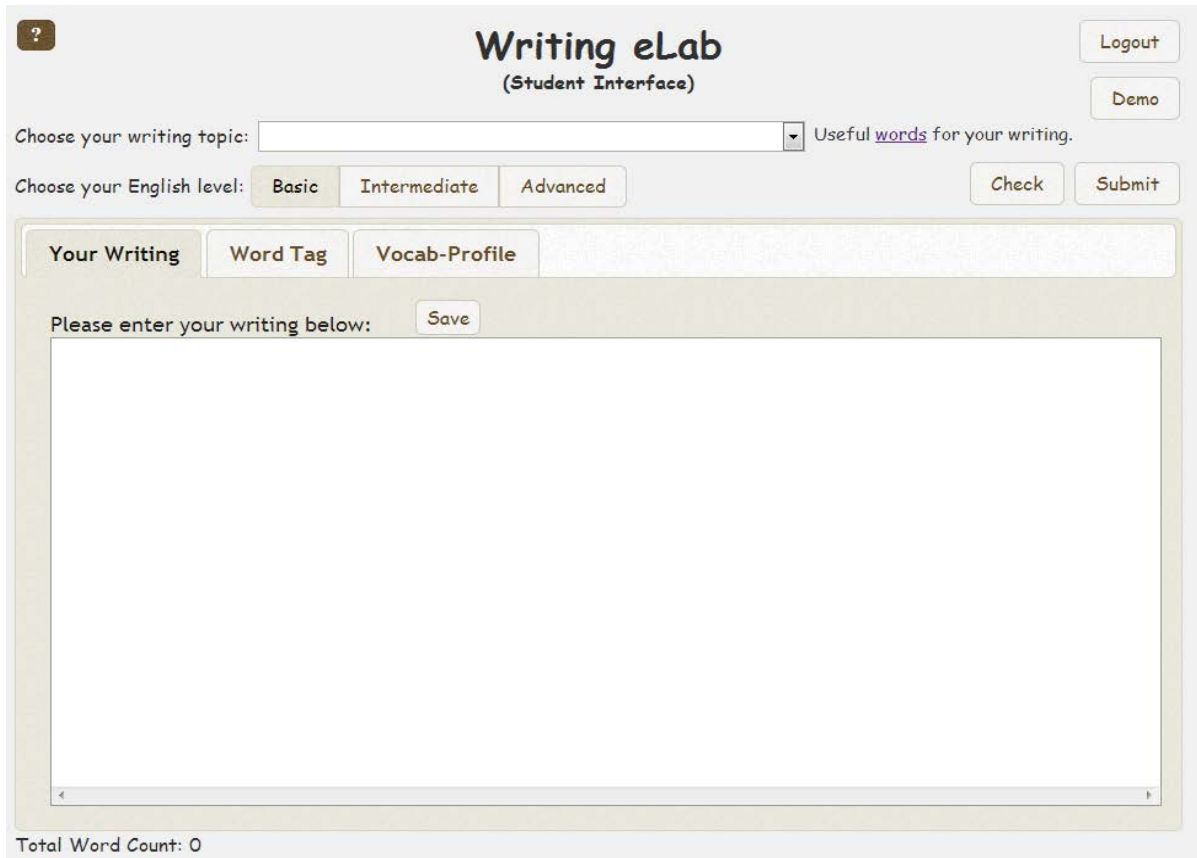 ?
Writing eLab
Logout
(Student Interface)
Demo
Choose your writing topic: Useful words for your writing.
Choose your English level: Basic Intermediate Advanced Check Submit
Your Writing Word Tag Vocab-Profile
Please enter your writing below: Save
Total Word Count: 0